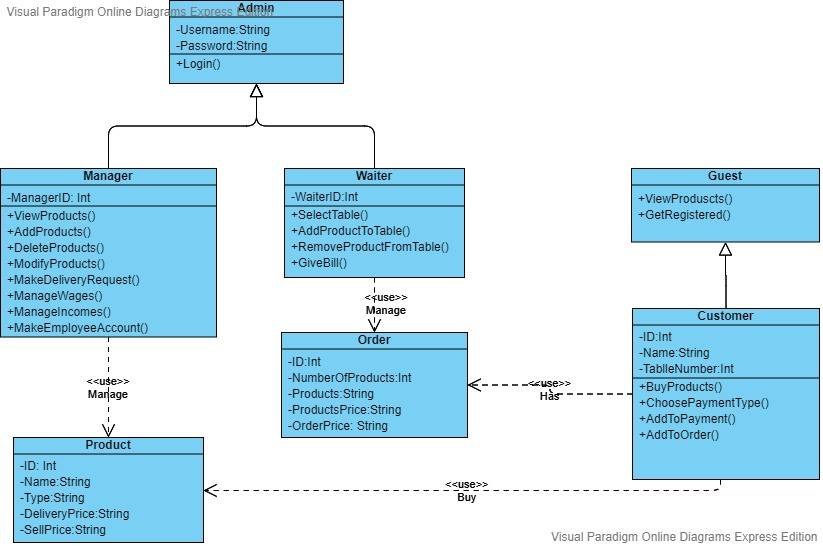 Visual Paradigm Online Diagrams Express Edition
Admin
-Username:String
-Password:String
+Login()
Manager
-ManagerID: Int
+ViewProducts()
+AddProducts()
+DeleteProducts()
+ModifyProducts()
+MakeDeliveryRequest()
+ManageWages()
+ManageIncomes()
+MakeEmployeeAccount()
Waiter
-WaiterID:Int
+SelectTable()
+AddProductToTable()
+RemoveProductFromTable()
+GiveBill()
Guest
+ViewProduscts()
+GetRegistered()
<<use>>
Manage
Customer
-ID:Int
-Name:String
-TablleNumber:Int
+BuyProducts()
+ChoosePaymentType()
+AddToPayment()
+AddToOrder()
Order
-ID:Int
-NumberOfProducts:Int
-Products:String
-ProductsPrice:String
-OrderPrice: String
<<use>>
Has
<<use>>
Manage
Product
-ID: Int
-Name:String
-Type:String
-DeliveryPrice:String
-SellPrice:String
<<use>>
Buy
Visual Paradigm Online Diagrams Express Edition